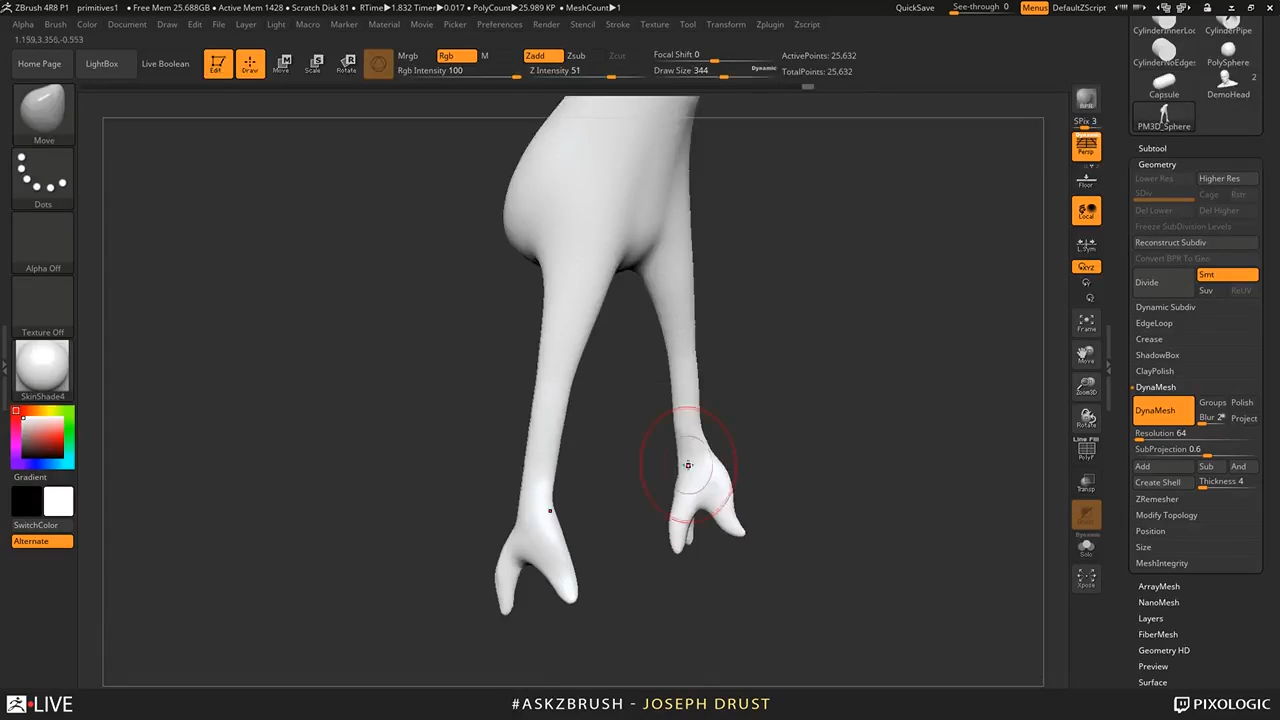 ZBrush 4R8 P1 primitives1 • Free Mem 25.688GB • Active Mem 1428 • Scratch Disk 81 • RTime▶1.832 Timer▶0.017 • PolyCount▶25.989 KP • MeshCount▶1
QuickSave See-through 0 Menus DefaultZScript
Alpha Brush Color Document Draw Edit File Layer Light Macro Marker Material Movie Picker Preferences Render Stencil Stroke Texture Tool Transform Zplugin Zscript
1.159,3.356,-0.553
Home Page LightBox Live Boolean Edit Draw Move Scale Rotate
Mrgb Rgb M Zadd Zsub Zcut Focal Shift 0 ActivePoints: 25,632
Rgb Intensity 100 Z Intensity 51 Draw Size 344 Dynamic TotalPoints: 25,632
Move
Dots
Alpha Off
Texture Off
SkinShade4
Gradient
SwitchColor
Alternate
BPR
SPix 3
Dynamic
Persp
Floor
Local
L.Sym
XYZ
Frame
Move
Zoom3D
Rotate
Line Fill
PolyF
Transp
Dynamic
Solo
Xpose
CylinderPipe
PolySphere
Capsule DemoHead 2
PM3D_Sphere
Subtool
Geometry
Lower Res Higher Res
SDiv Cage Rstr
Del Lower Del Higher
Freeze SubDivision Levels
Reconstruct Subdiv
Convert BPR To Geo
Divide Smt
Suv ReUV
Dynamic Subdiv
EdgeLoop
Crease
ShadowBox
ClayPolish
DynaMesh
DynaMesh Groups Polish
Blur 2 Project
Resolution 64
SubProjection 0.6
Add Sub And
Create Shell Thickness 4
ZRemesher
Modify Topology
Position
Size
MeshIntegrity
ArrayMesh
NanoMesh
Layers
FiberMesh
Geometry HD
Preview
Surface
LIVE #ASKZBRUSH - JOSEPH DRUST PIXOLOGIC